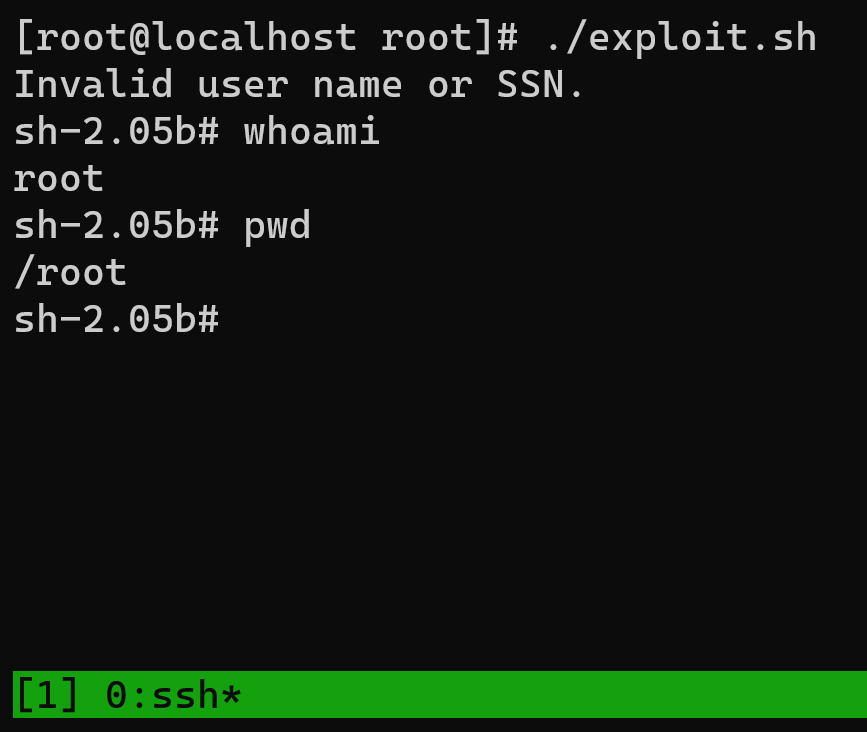 [root@localhost root]# ./exploit.sh
Invalid user name or SSN.
sh-2.05b# whoami
root
sh-2.05b# pwd
/root
sh-2.05b#
[1] 0:ssh*